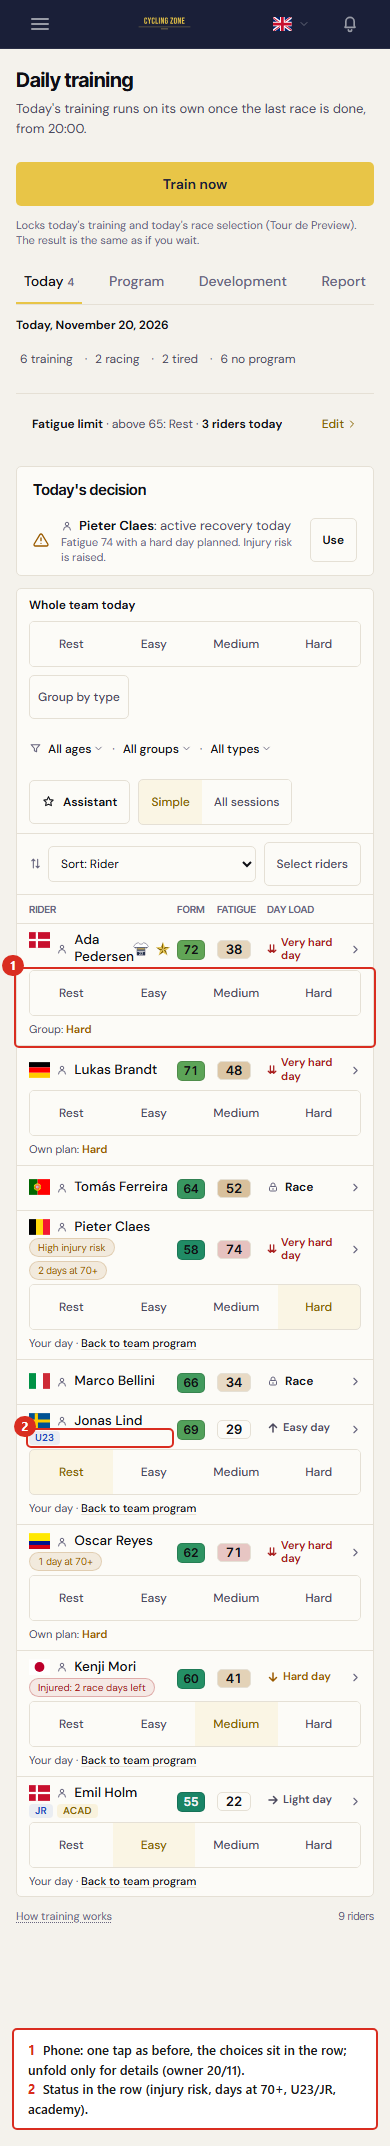 CYCLING ZONE
Daily training
Today's training runs on its own once the last race is done,
from 20:00.
Train now
Locks today's training and today's race selection (Tour de Preview).
The result is the same as if you wait.
Today 4 Program Development Report
Today, November 20, 2026
6 training · 2 racing · 2 tired · 6 no program
Fatigue limit · above 65: Rest · 3 riders today Edit >
Today's decision
Pieter Claes: active recovery today
Fatigue 74 with a hard day planned. Injury risk
is raised.
Use
Whole team today
Rest Easy Medium Hard
Group by type
All ages · All groups · All types
Assistant Simple All sessions
Sort: Rider Select riders
RIDER FORM FATIGUE DAY LOAD
Ada
Pedersen 72 38 Very hard
day
1
Rest Easy Medium Hard
Group: Hard
Lukas Brandt 71 48 Very hard
day
Rest Easy Medium Hard
Own plan: Hard
Tomás Ferreira 64 52 Race
Pieter Claes
High injury risk
2 days at 70+
58 74 Very hard
day
Rest Easy Medium Hard
Your day · Back to team program
Marco Bellini 66 34 Race
2
Jonas Lind 69 29 Easy day
U23
Rest Easy Medium Hard
Your day · Back to team program
Oscar Reyes 62 71 Very hard
day
1 day at 70+
Rest Easy Medium Hard
Own plan: Hard
Kenji Mori 60 41 Hard day
Injured: 2 race days left
Rest Easy Medium Hard
Your day · Back to team program
Emil Holm 55 22 Light day
JR ACAD
Rest Easy Medium Hard
Your day · Back to team program
How training works 9 riders
1 Phone: one tap as before, the choices sit in the row;
unfold only for details (owner 20/11).
2 Status in the row (injury risk, days at 70+, U23/JR,
academy).